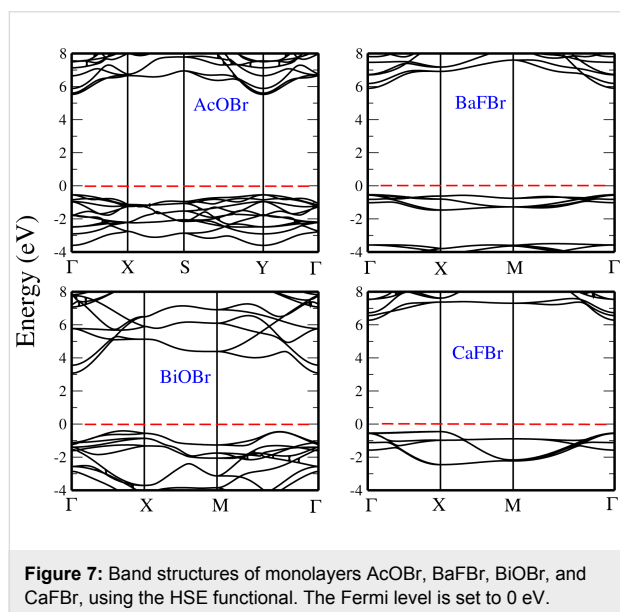 Energy (eV)
8 8
6 6
4 4
2 2
0 0
-2 -2
-4 -4
AcOBr BaFBr
Γ X S Y Γ Γ X M Γ
8 8
6 6
4 4
2 2
0 0
-2 -2
-4 -4
BiOBr CaFBr
Γ X M Γ Γ X M Γ
Figure 7: Band structures of monolayers AcOBr, BaFBr, BiOBr, and
CaFBr, using the HSE functional. The Fermi level is set to 0 eV.